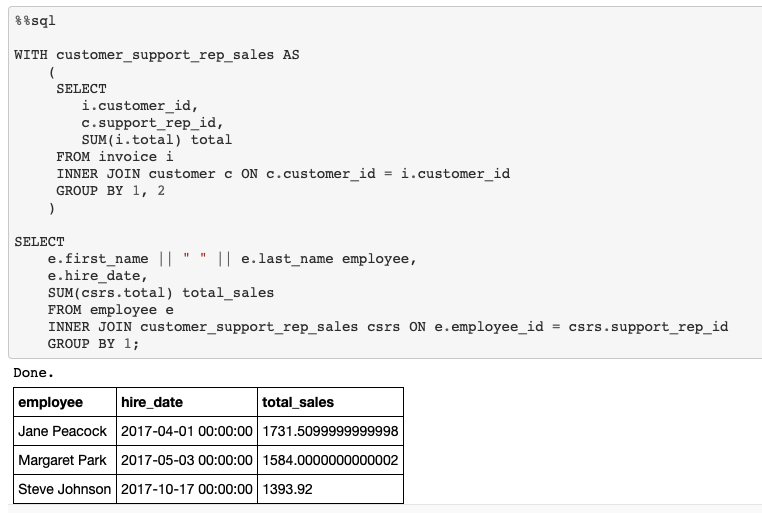 %%sql
WITH customer_support_rep_sales AS
(
SELECT
i.customer_id,
c.support_rep_id,
SUM(i.total) total
FROM invoice i
INNER JOIN customer c ON c.customer_id = i.customer_id
GROUP BY 1, 2
)
SELECT
e.first_name || " " || e.last_name employee,
e.hire_date,
SUM(csrs.total) total_sales
FROM employee e
INNER JOIN customer_support_rep_sales csrs ON e.employee_id = csrs.support_rep_id
GROUP BY 1;
Done.
employee hire_date total_sales
Jane Peacock 2017-04-01 00:00:00 1731.5099999999998
Margaret Park 2017-05-03 00:00:00 1584.0000000000002
Steve Johnson 2017-10-17 00:00:00 1393.92